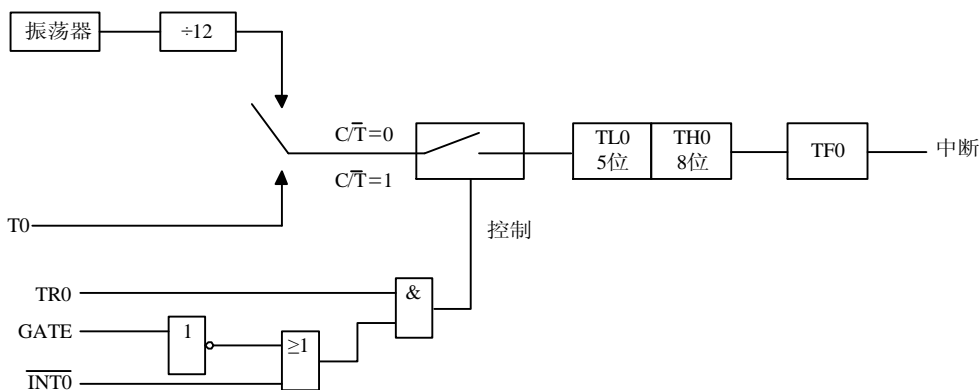 振荡器
÷12
C/T̅=0
C/T̅=1
TL0
5位
TH0
8位
TF0
中断
T0
控制
TR0
&
GATE
1
≥1
I̅N̅T̅0̅